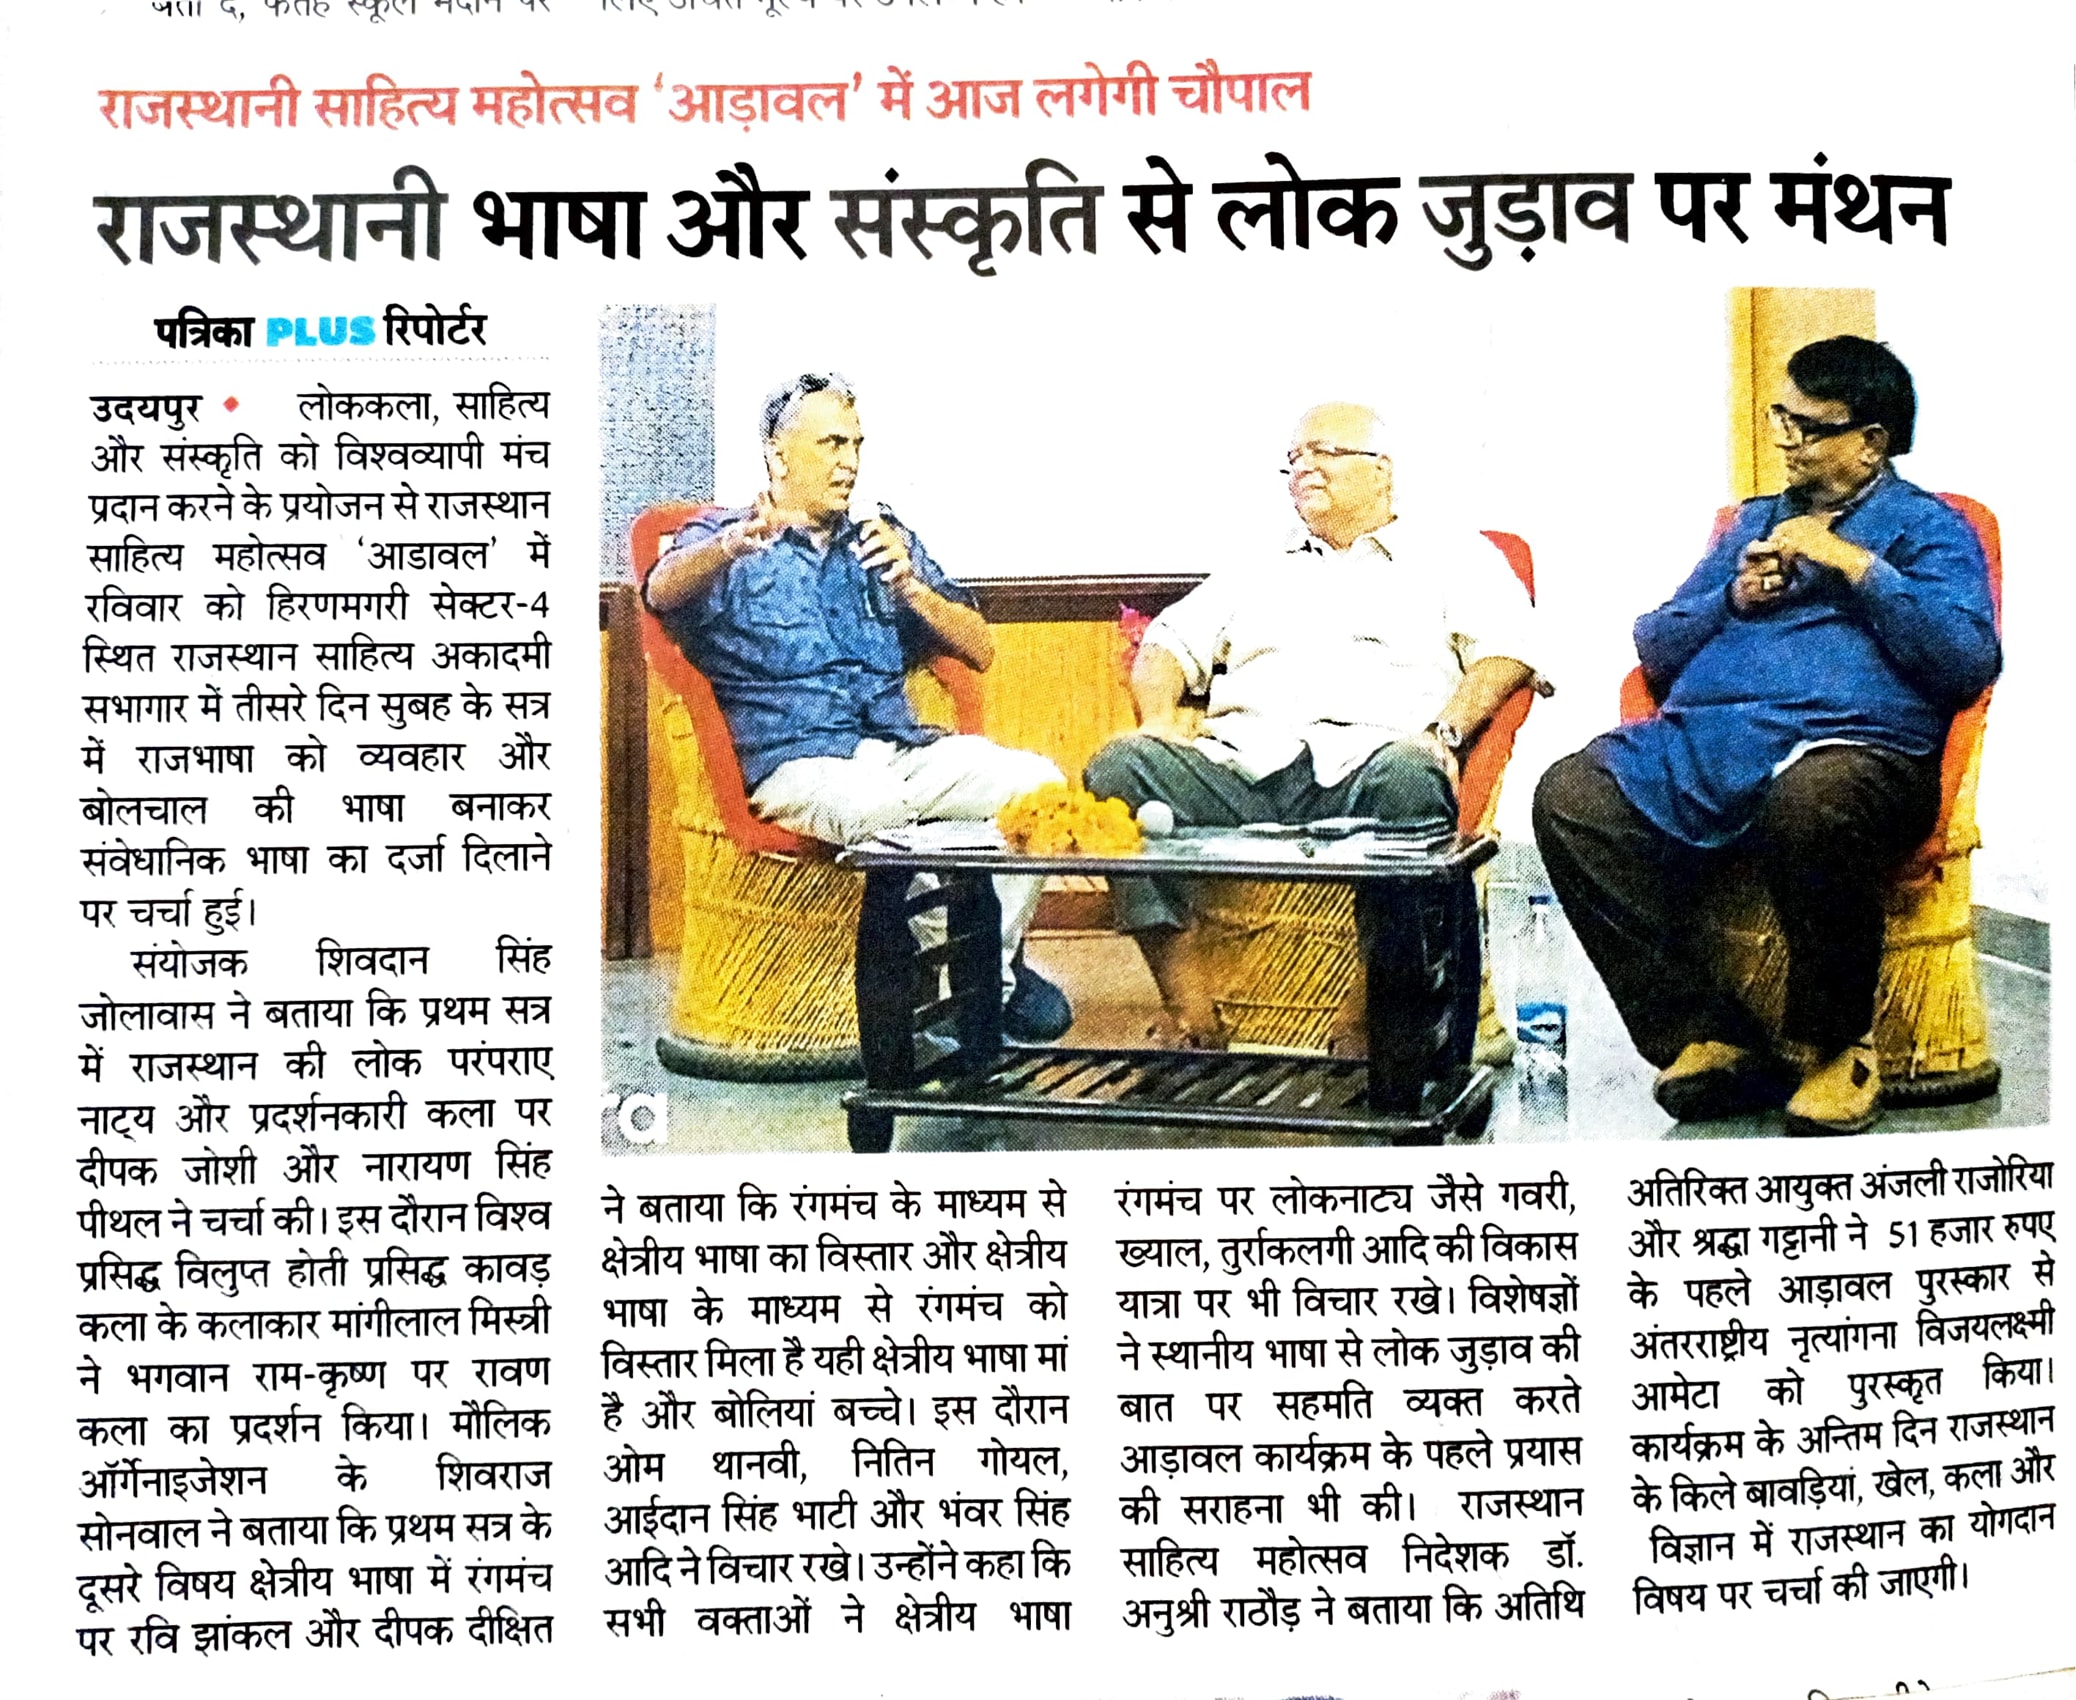 राजस्थानी साहित्य महोत्सव ‘आड़ावल’ में आज लगेगी चौपाल
राजस्थानी भाषा और संस्कृति से लोक जुड़ाव पर मंथन
पत्रिका PLUS रिपोर्टर
उदयपुर ◆ लोककला, साहित्य
और संस्कृति को विश्वव्यापी मंच
प्रदान करने के प्रयोजन से राजस्थान
साहित्य महोत्सव ‘आडावल’ में
रविवार को हिरणमगरी सेक्टर-4
स्थित राजस्थान साहित्य अकादमी
सभागार में तीसरे दिन सुबह के सत्र
में राजभाषा को व्यवहार और
बोलचाल की भाषा बनाकर
संवेधानिक भाषा का दर्जा दिलाने
पर चर्चा हुई।
संयोजक शिवदान सिंह
जोलावास ने बताया कि प्रथम सत्र
में राजस्थान की लोक परंपराए
नाट्य और प्रदर्शनकारी कला पर
दीपक जोशी और नारायण सिंह
पीथल ने चर्चा की। इस दौरान विश्व
प्रसिद्ध विलुप्त होती प्रसिद्ध कावड़
कला के कलाकार मांगीलाल मिस्त्री
ने भगवान राम-कृष्ण पर रावण
कला का प्रदर्शन किया। मौलिक
ऑर्गेनाइजेशन के शिवराज
सोनवाल ने बताया कि प्रथम सत्र के
दूसरे विषय क्षेत्रीय भाषा में रंगमंच
पर रवि झांकल और दीपक दीक्षित
ने बताया कि रंगमंच के माध्यम से
क्षेत्रीय भाषा का विस्तार और क्षेत्रीय
भाषा के माध्यम से रंगमंच को
विस्तार मिला है यही क्षेत्रीय भाषा मां
है और बोलियां बच्चे। इस दौरान
ओम थानवी, नितिन गोयल,
आईदान सिंह भाटी और भंवर सिंह
आदि ने विचार रखे। उन्होंने कहा कि
सभी वक्ताओं ने क्षेत्रीय भाषा
रंगमंच पर लोकनाट्य जैसे गवरी,
ख्याल, तुर्राकलगी आदि की विकास
यात्रा पर भी विचार रखे। विशेषज्ञों
ने स्थानीय भाषा से लोक जुड़ाव की
बात पर सहमति व्यक्त करते
आड़ावल कार्यक्रम के पहले प्रयास
की सराहना भी की। राजस्थान
साहित्य महोत्सव निदेशक डॉ.
अनुश्री राठौड़ ने बताया कि अतिथि
अतिरिक्त आयुक्त अंजली राजोरिया
और श्रद्धा गट्टानी ने 51 हजार रुपए
के पहले आड़ावल पुरस्कार से
अंतरराष्ट्रीय नृत्यांगना विजयलक्ष्मी
आमेटा को पुरस्कृत किया।
कार्यक्रम के अन्तिम दिन राजस्थान
के किले बावड़ियां, खेल, कला और
विज्ञान में राजस्थान का योगदान
विषय पर चर्चा की जाएगी।